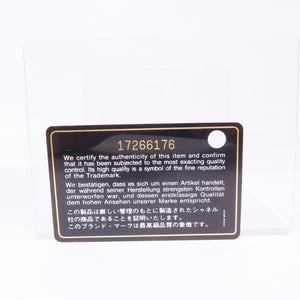 17266176
We certify the authenticity of this item and confirm
that it has been subjected to the most exacting quality
control. Its high quality is a symbol of the fine reputation
of the Trademark.
Wir bestätigen, dass es sich um einen Artikel handelt,
der während seiner Herstellung strengsten Kontrollen
unterworfen war, und dessen erstklassige Qualität
dem hohen Ansehen unserer Marke entspricht.
この製品は厳しい管理のもとに製造されたシャネル
社の商品であることを証明いたします。
このブランド・マークは最高級品質の象徴です。